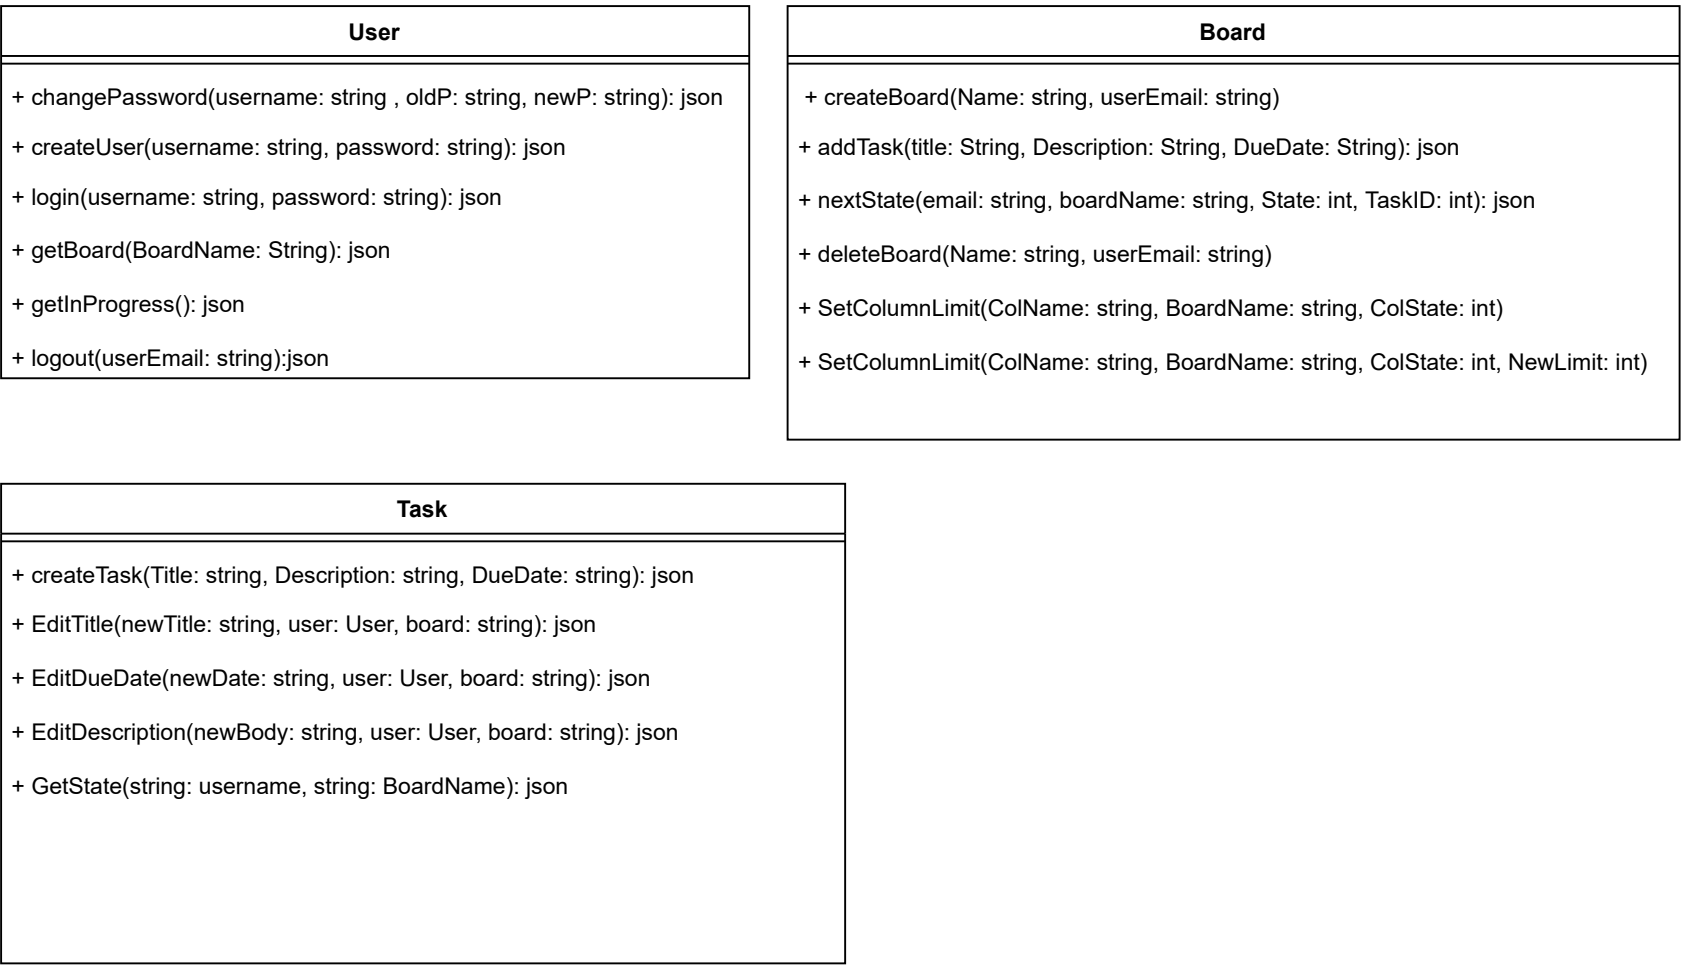 User
+ changePassword(username: string , oldP: string, newP: string): json
+ createUser(username: string, password: string): json
+ login(username: string, password: string): json
+ getBoard(BoardName: String): json
+ getInProgress(): json
+ logout(userEmail: string):json
Board
+ createBoard(Name: string, userEmail: string)
+ addTask(title: String, Description: String, DueDate: String): json
+ nextState(email: string, boardName: string, State: int, TaskID: int): json
+ deleteBoard(Name: string, userEmail: string)
+ SetColumnLimit(ColName: string, BoardName: string, ColState: int)
+ SetColumnLimit(ColName: string, BoardName: string, ColState: int, NewLimit: int)
Task
+ createTask(Title: string, Description: string, DueDate: string): json
+ EditTitle(newTitle: string, user: User, board: string): json
+ EditDueDate(newDate: string, user: User, board: string): json
+ EditDescription(newBody: string, user: User, board: string): json
+ GetState(string: username, string: BoardName): json